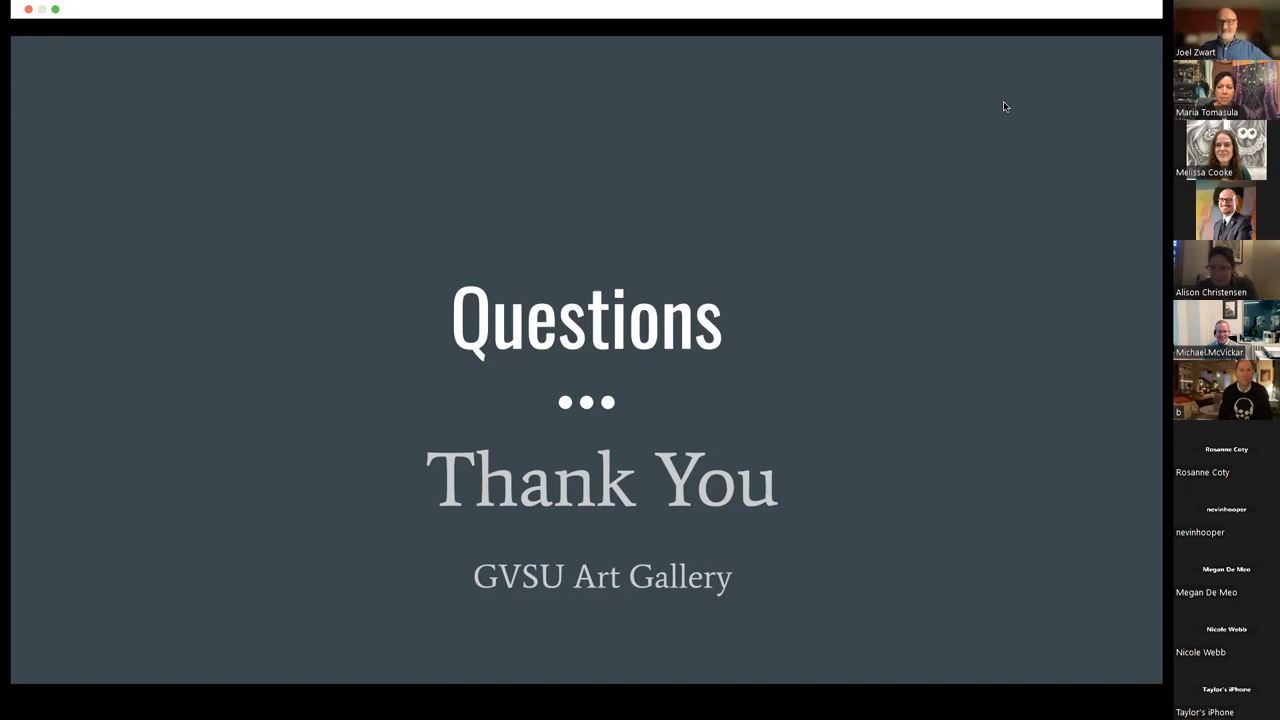 Questions
Thank You
GVSU Art Gallery
Joel Zwart
Maria Tomasula
Melissa Cooke
Alison Christensen
Michael.McVickar
b
Rosanne Coty
Rosanne Coty
nevinhooper
nevinhooper
Megan De Meo
Megan De Meo
Nicole Webb
Nicole Webb
Taylor's iPhone
Taylor's iPhone